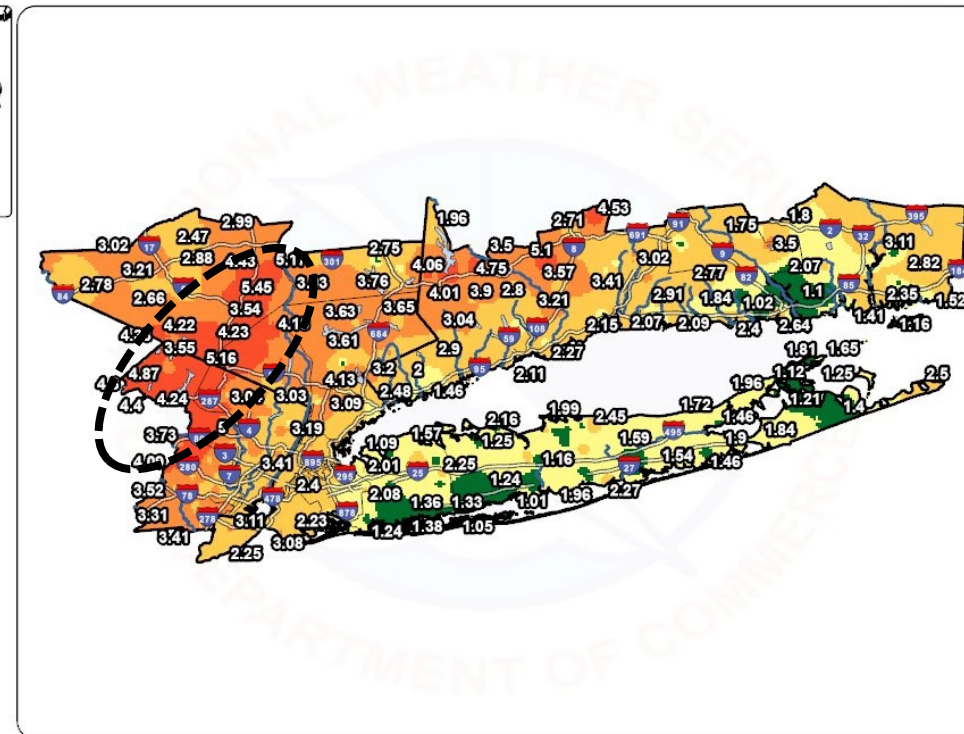 NATIONAL WEATHER SERVICE
4.53
2.99 1.96 2.71 1.75 1.8
3.02 2.47 2.75 3.5 5.1 3.02 3.5 3.11
2.88 4.43 4.06 4.75 3.57 2.77 2.07 2.82
3.21 3.76 3.41
2.78 2.66 5.45 3.65 4.01 3.9 2.8 3.21 2.91 1.84 1.02 1.1 2.35 1.52
3.54 3.63 1.41
4.22 4.23 3.61 3.04 2.15 2.07 2.09 2.4 2.64 1.16
3.55 5.16 2.9 2.27 1.81 1.65
4.87 4.13 3.2 2 2.11 1.12 1.25 2.5
4.4 4.24 3.03 3.09 2.48 1.46 1.96 1.21
3.73 3.19 1.57 2.16 1.99 2.45 1.72 1.46 1.84 1.4
3.41 1.09 1.25 1.59 1.9
3.52 2.4 2.01 2.25 1.16 1.54 1.46
3.31 2.08 1.36 1.33 1.24 1.01 1.96 2.27
3.41 3.11 2.23 1.24 1.38 1.05
2.25 3.08
17 301 84 684 287 4 3 280 7 78 278 478 895 295 878 25 495 27 95 59 108 8 691 91 9 82 2 32 85 395 184
DEPARTMENT OF COMMERCE